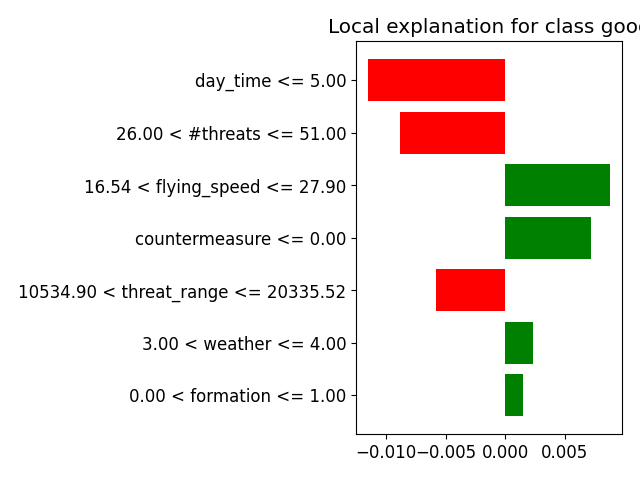 Local explanation for class goo
day_time <= 5.00
26.00 < #threats <= 51.00
16.54 < flying_speed <= 27.90
countermeasure <= 0.00
10534.90 < threat_range <= 20335.52
3.00 < weather <= 4.00
0.00 < formation <= 1.00
−0.010 −0.005 0.000 0.005